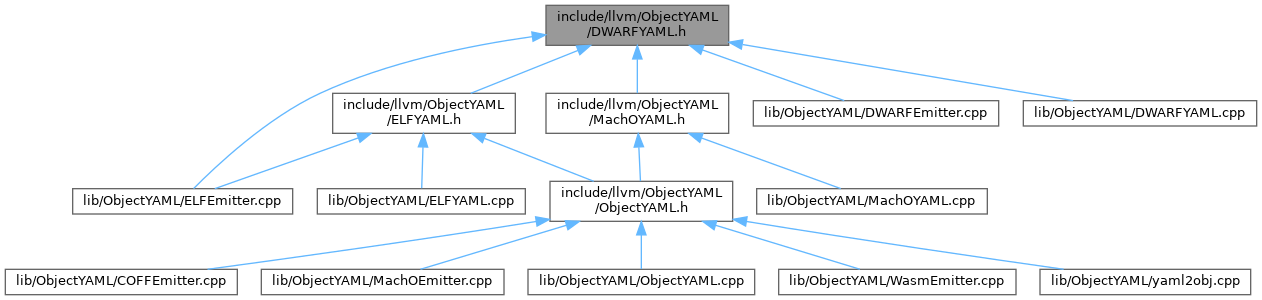 include/llvm/ObjectYAML
/DWARFYAML.h
include/llvm/ObjectYAML
/ELFYAML.h
include/llvm/ObjectYAML
/MachOYAML.h
lib/ObjectYAML/DWARFEmitter.cpp
lib/ObjectYAML/DWARFYAML.cpp
lib/ObjectYAML/ELFEmitter.cpp
lib/ObjectYAML/ELFYAML.cpp
include/llvm/ObjectYAML
/ObjectYAML.h
lib/ObjectYAML/MachOYAML.cpp
lib/ObjectYAML/COFFEmitter.cpp
lib/ObjectYAML/MachOEmitter.cpp
lib/ObjectYAML/ObjectYAML.cpp
lib/ObjectYAML/WasmEmitter.cpp
lib/ObjectYAML/yaml2obj.cpp